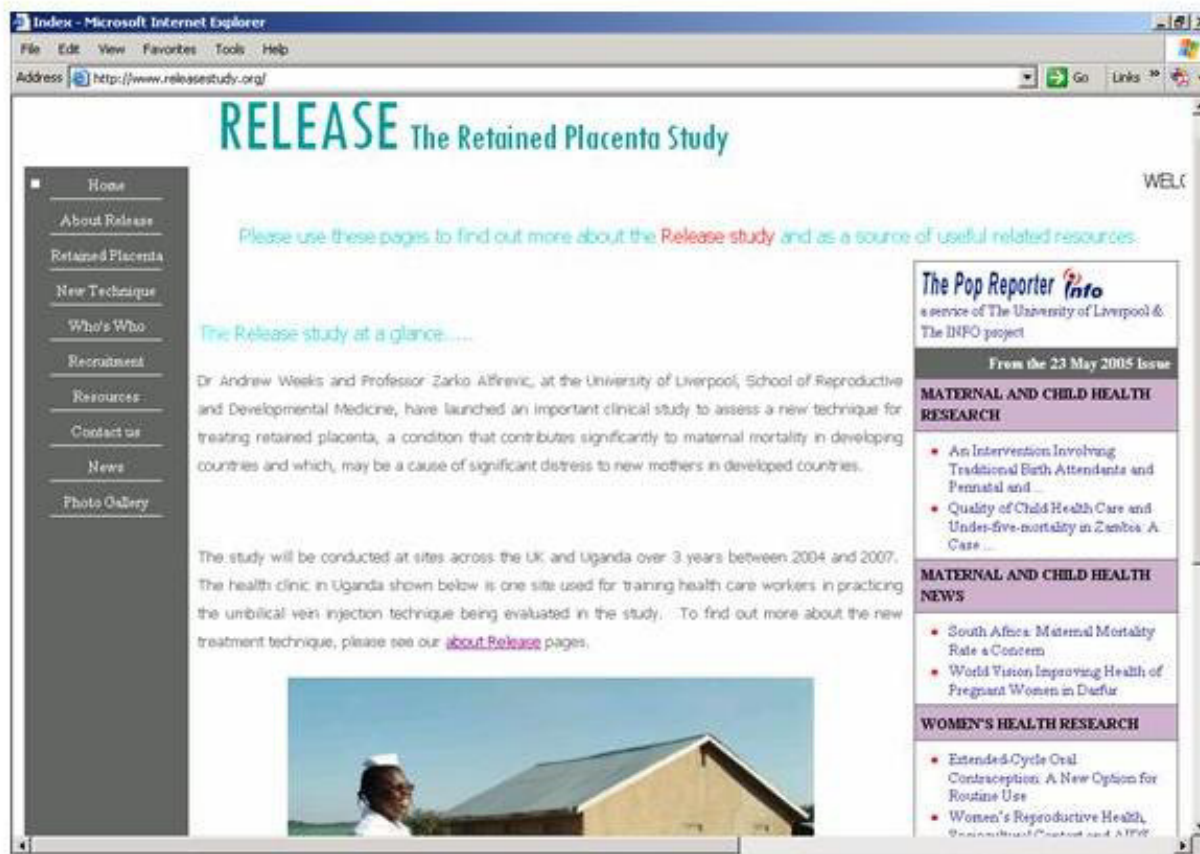 Index - Microsoft Internet Explorer
File Edit View Favorites Tools Help
Address http://www.releasestudy.org/ Go Links »
RELEASE The Retained Placenta Study
WELC
Home
About Release
Retained Placenta
New Technique
Who's Who
Recruitment
Resources
Contact us
News
Photo Gallery
Please use these pages to find out more about the Release study and as a source of useful related resources.
The Release study at a glance.....
Dr Andrew Weeks and Professor Zarko Alfirevic, at the University of Liverpool, School of Reproductive
and Developmental Medicine, have launched an important clinical study to assess a new technique for
treating retained placenta, a condition that contributes significantly to maternal mortality in developing
countries and which, may be a cause of significant distress to new mothers in developed countries.
The study will be conducted at sites across the UK and Uganda over 3 years between 2004 and 2007.
The health clinic in Uganda shown below is one site used for training health care workers in practicing
the umbilical vein injection technique being evaluated in the study. To find out more about the new
treatment technique, please see our about Release pages.
The Pop Reporter info
a service of The University of Liverpool &
The INFO project
From the 23 May 2005 Issue
MATERNAL AND CHILD HEALTH
RESEARCH
An Intervention Involving
Traditional Birth Attendants and
Perinatal and ...
Quality of Child Health Care and
Under-five-mortality in Zambia: A
Case ...
MATERNAL AND CHILD HEALTH
NEWS
South Africa: Maternal Mortality
Rate a Concern
World Vision Improving Health of
Pregnant Women in Darfur
WOMEN'S HEALTH RESEARCH
Extended-Cycle Oral
Contraception: A New Option for
Routine Use
Women's Reproductive Health,